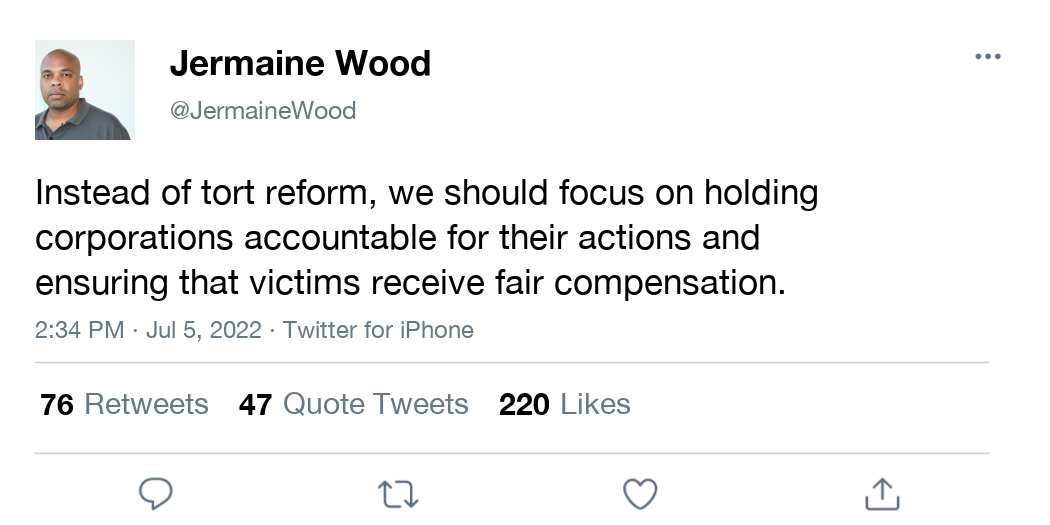 Jermaine Wood
@JermaineWood
Instead of tort reform, we should focus on holding
corporations accountable for their actions and
ensuring that victims receive fair compensation.
2:34 PM · Jul 5, 2022 · Twitter for iPhone
76 Retweets 47 Quote Tweets 220 Likes